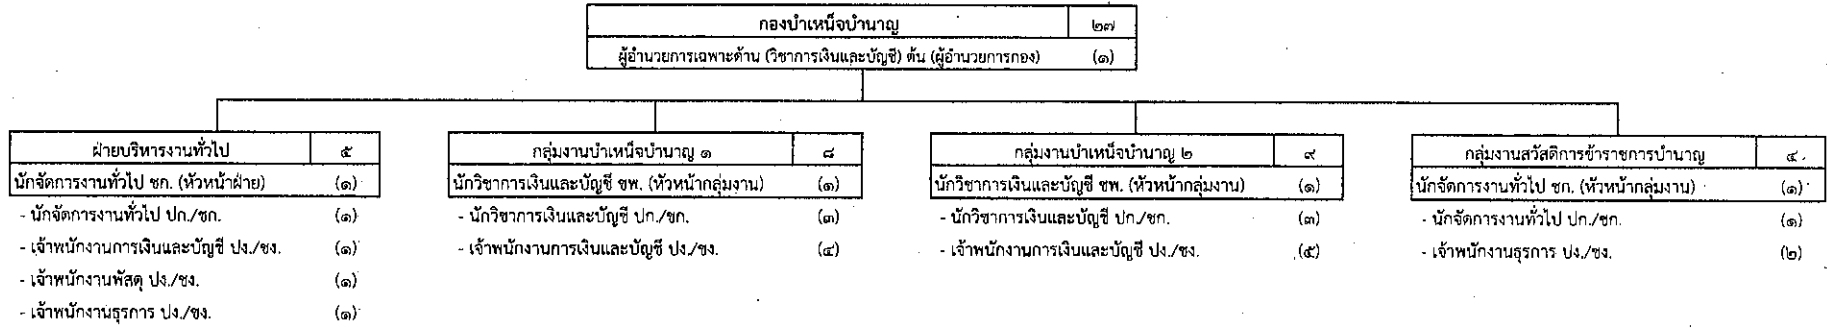 กองบำเหน็จบำนาญ ๒๗
ผู้อำนวยการเฉพาะด้าน (วิชาการเงินและบัญชี) ต้น (ผู้อำนวยการกอง) (๑)
ฝ่ายบริหารงานทั่วไป ๕
นักจัดการงานทั่วไป ชก. (หัวหน้าฝ่าย) (๑)
- นักจัดการงานทั่วไป ปก./ชก. (๑)
- เจ้าพนักงานการเงินและบัญชี ปง./ชง. (๑)
- เจ้าพนักงานพัสดุ ปง./ชง. (๑)
- เจ้าพนักงานธุรการ ปง./ชง. (๑)
กลุ่มงานบำเหน็จบำนาญ ๑ ๘
นักวิชาการเงินและบัญชี ชพ. (หัวหน้ากลุ่มงาน) (๑)
- นักวิชาการเงินและบัญชี ปก./ชก. (๓)
- เจ้าพนักงานการเงินและบัญชี ปง./ชง. (๔)
กลุ่มงานบำเหน็จบำนาญ ๒ ๙
นักวิชาการเงินและบัญชี ชพ. (หัวหน้ากลุ่มงาน) (๑)
- นักวิชาการเงินและบัญชี ปก./ชก. (๓)
- เจ้าพนักงานการเงินและบัญชี ปง./ชง. (๕)
กลุ่มงานสวัสดิการข้าราชการบำนาญ ๔
นักจัดการงานทั่วไป ชก. (หัวหน้ากลุ่มงาน) (๑)
- นักจัดการงานทั่วไป ปก./ชก. (๑)
- เจ้าพนักงานธุรการ ปง./ชง. (๒)